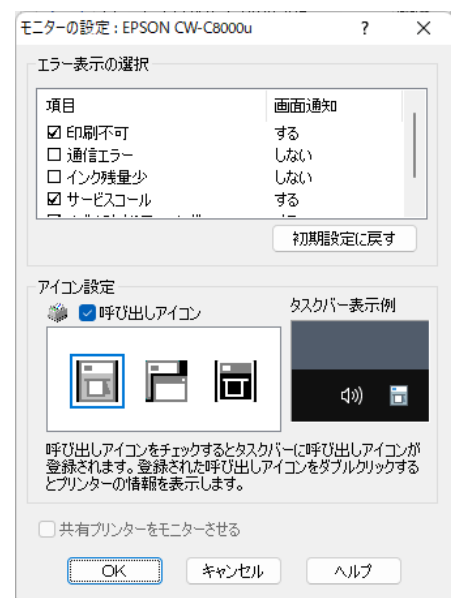 モニターの設定 : EPSON CW-C8000u
エラー表示の選択
項目 画面通知
印刷不可 する
通信エラー しない
インク残量少 しない
サービスコール する
初期設定に戻す
アイコン設定
呼び出しアイコン
タスクバー表示例
呼び出しアイコンをチェックするとタスクバーに呼び出しアイコンが
登録されます。登録された呼び出しアイコンをダブルクリックする
とプリンターの情報を表示します。
共有プリンターをモニターさせる
OK キャンセル ヘルプ